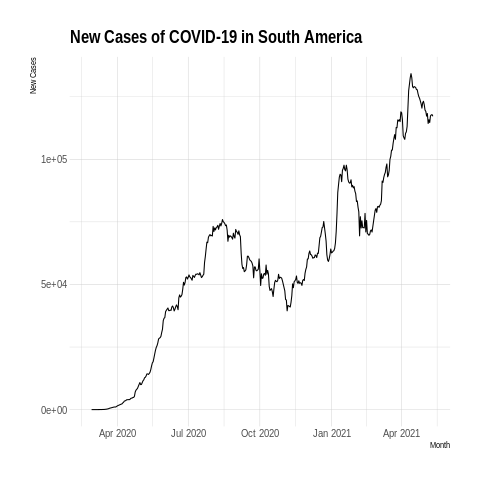 New Cases of COVID-19 in South America
New Cases
1e+05
5e+04
0e+00
Apr 2020 Jul 2020 Oct 2020 Jan 2021 Apr 2021
Month